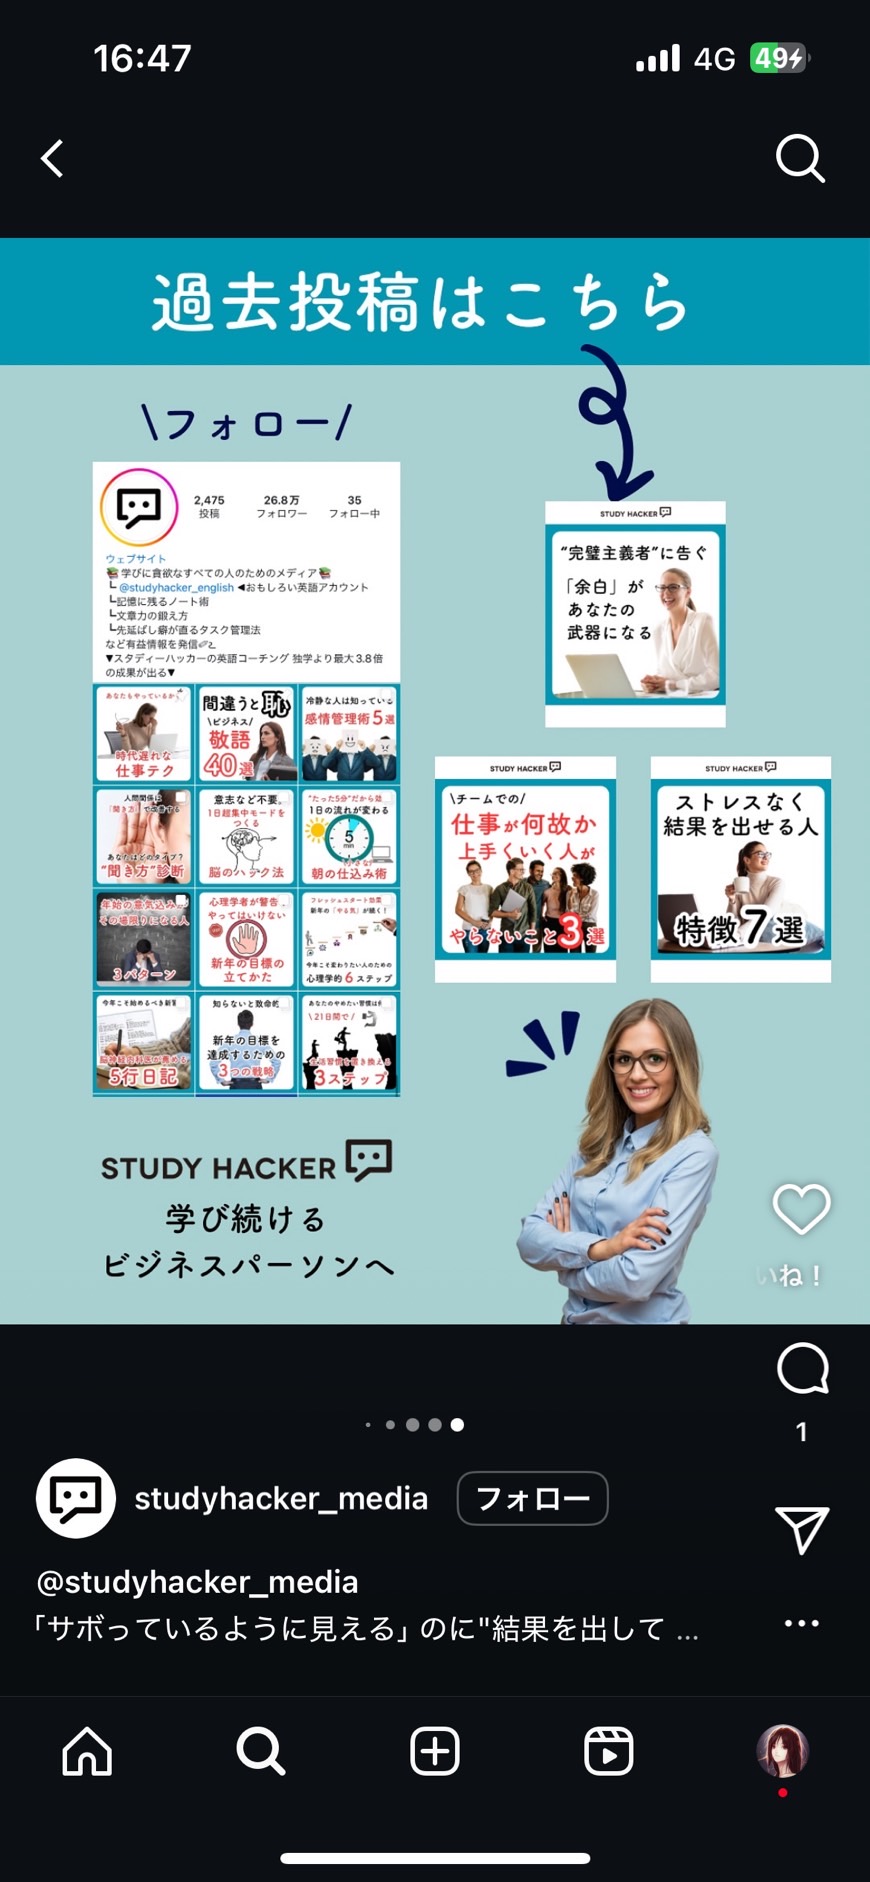 16:47
4G
49
過去投稿はこちら
\フォロー/
2,475
投稿
26.8万
フォロワー
35
フォロー中
ウェブサイト
📚学びに貪欲なすべての人のためのメディア📚
┗ @studyhacker_english ◀おもしろい英語アカウント
┗記憶に残るノート術
┗文章力の鍛え方
┗先延ばし癖が直るタスク管理法
など有益情報を発信
▼スタディーハッカーの英語コーチング 独学より最大3.8倍
の成果が出る▼
あなたもやっているか
時代遅れな
仕事テク
間違うと恥
\ビジネス/
敬語
40選
冷静な人は知っている
感情管理術5選
人間関係は
「聞き方」で改善する
あなたはどのタイプ?
"聞き方"診断
意志など不要。
1日超集中モードを
つくる
脳のハック法
"たった5分"だから効
1日の流れが変わる
5
min
朝の仕込み術
年始の意気込み
その場限りになる人
3パターン
心理学者が警告
やってはいけない
新年の目標の
立てかた
フレッシュスタート効果
新年の「やる気」が続く!
今年こそ変わりたい人のための
心理学的6ステップ
今年こそ始めるべき新習
5行日記
知らないと致命的
新年の目標を
達成するための
3つの戦略
あなたのやめたい習慣は
\21日間で/
3ステップ
STUDY HACKER
"完璧主義者"に告ぐ
「余白」が
あなたの
武器になる
STUDY HACKER
\チームでの/
仕事が何故か
上手くいく人が
やらないこと3選
STUDY HACKER
ストレスなく
結果を出せる人
特徴7選
STUDY HACKER
学び続ける
ビジネスパーソンへ
いね!
1
studyhacker_media
フォロー
@studyhacker_media
「サボっているように見える」のに"結果を出して ...